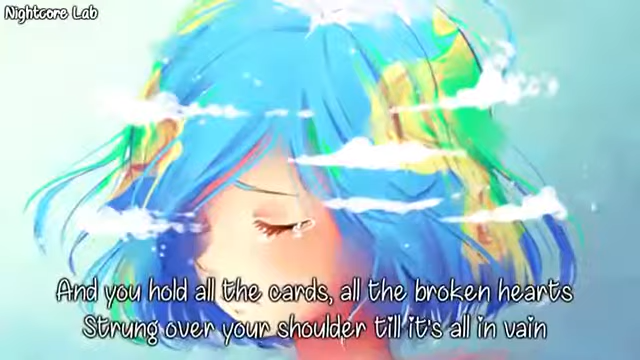 Nightcore Lab
And you hold all the cards, all the broken hearts
Strung over your shoulder till it's all in vain